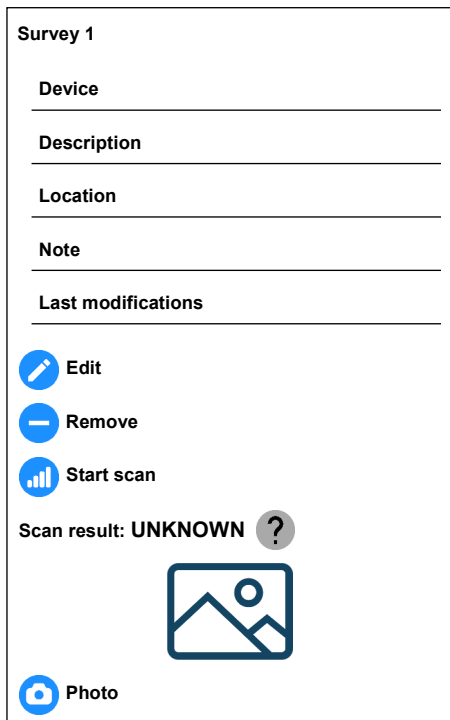 Survey 1
Device
Description
Location
Note
Last modifications
Edit
Remove
Start scan
Scan result: UNKNOWN ?
Photo